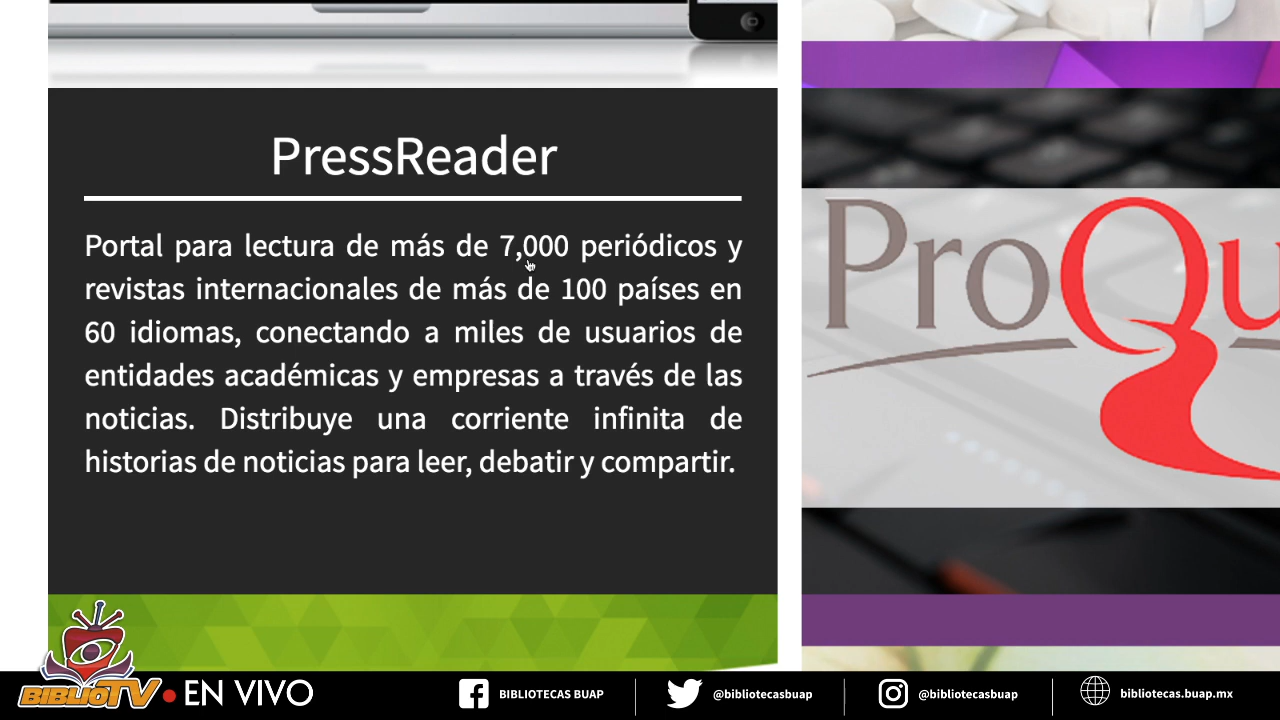 PressReader
Portal para lectura de más de 7,000 periódicos y
revistas internacionales de más de 100 países en
60 idiomas, conectando a miles de usuarios de
entidades académicas y empresas a través de las
noticias. Distribuye una corriente infinita de
historias de noticias para leer, debatir y compartir.
ProQu
BIBLIOTV • EN VIVO
BIBLIOTECAS BUAP
@bibliotecasbuap
@bibliotecasbuap
bibliotecas.buap.mx